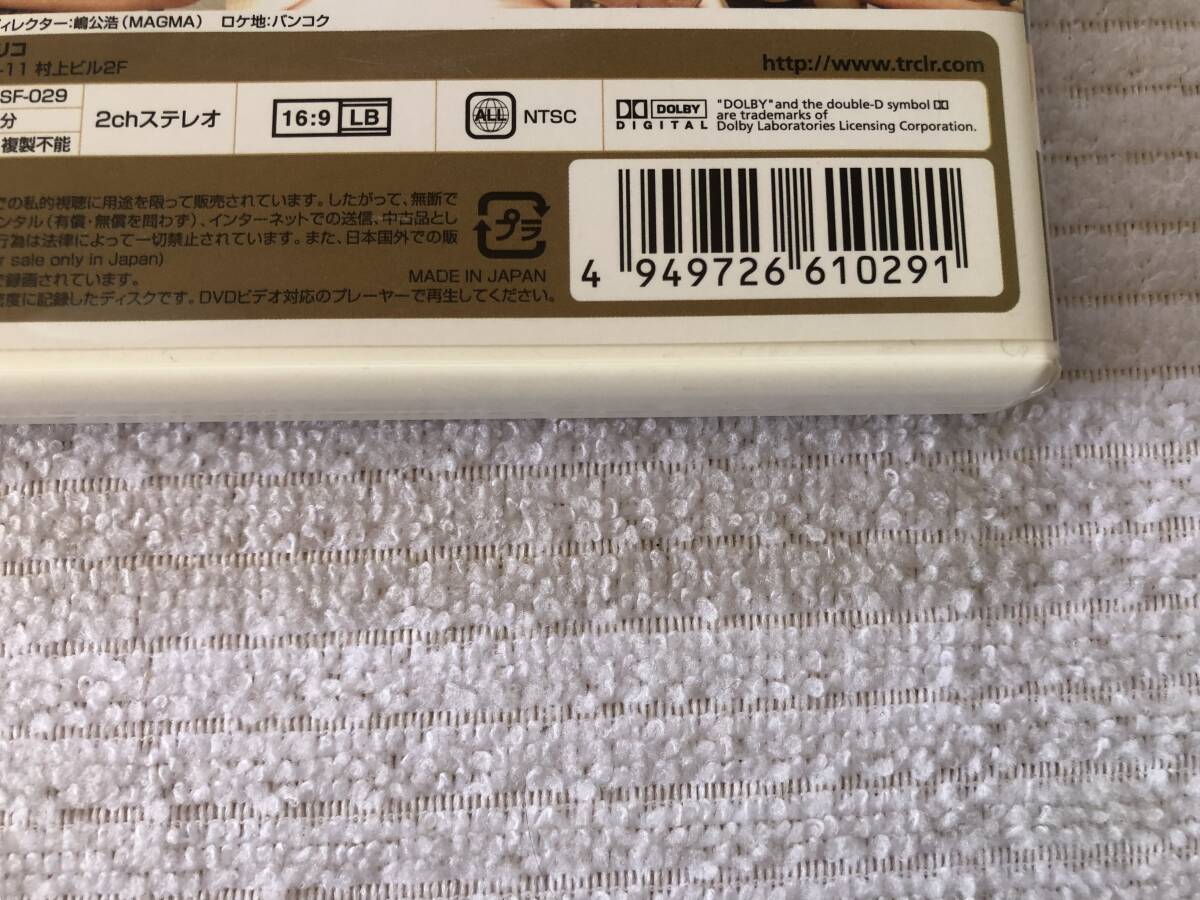 ィレクター：嶋公浩（MAGMA） ロケ地：バンコク
リコ
-11 村上ビル2F
http://www.trclr.com
SF-029
分
複製不能
2chステレオ
16:9 LB
ALL NTSC
DOLBY DIGITAL
"DOLBY" and the double-D symbol
are trademarks of
Dolby Laboratories Licensing Corporation.
での私的視聴に用途を限って販売されています。したがって、無断で
ンタル（有償・無償を問わず）、インターネットでの送信、中古品とし
行為は法律によって一切禁止されています。また、日本国外での販
r sale only in Japan)
で録画されています。
密度に記録したディスクです。DVDビデオ対応のプレーヤーで再生してください。
プラ
MADE IN JAPAN
4 949726 610291